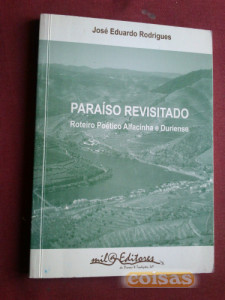 José Eduardo Rodrigues
PARAÍSO REVISITADO
Roteiro Poético Alfacinha e Duriense
mil@Editores
coisas